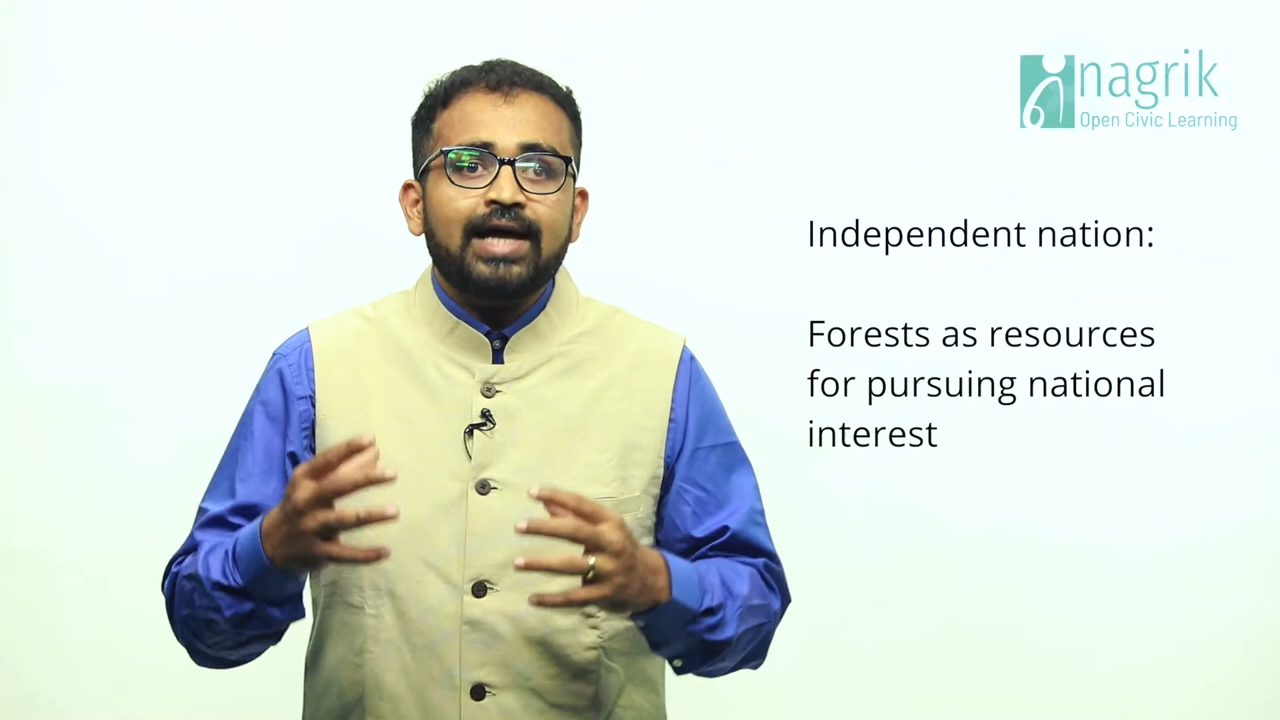 nagrik
Open Civic Learning
Independent nation:
Forests as resources
for pursuing national
interest